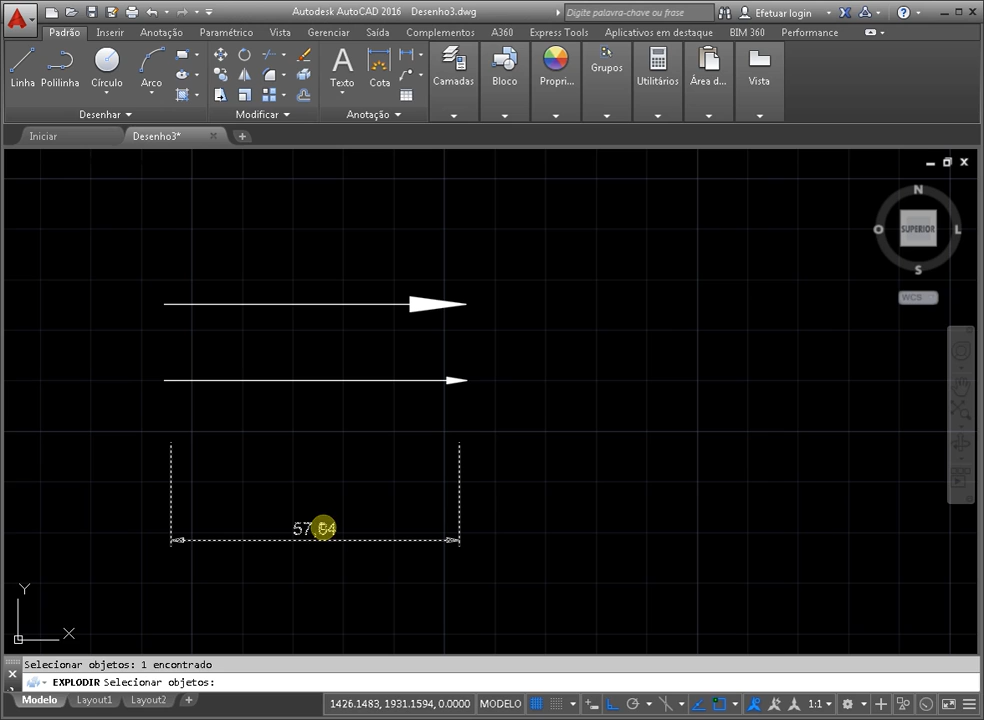 Autodesk AutoCAD 2016 Desenho3.dwg
Digite palavra-chave ou frase
Efetuar login
Padrão Inserir Anotação Paramétrico Vista Gerenciar Saída Complementos A360 Express Tools Aplicativos em destaque BIM 360 Performance
Linha Polilinha Círculo Arco Texto Cota Camadas Bloco Propri... Grupos Utilitários Área d... Vista
Desenhar Modificar Anotação
Iniciar Desenho3*
N
O SUPERIOR L
S
WCS
Y
X
Selecionar objetos: 1 encontrado
EXPLODIR Selecionar objetos:
Modelo Layout1 Layout2
1426.1483, 1931.1594, 0.0000 MODELO 1:1